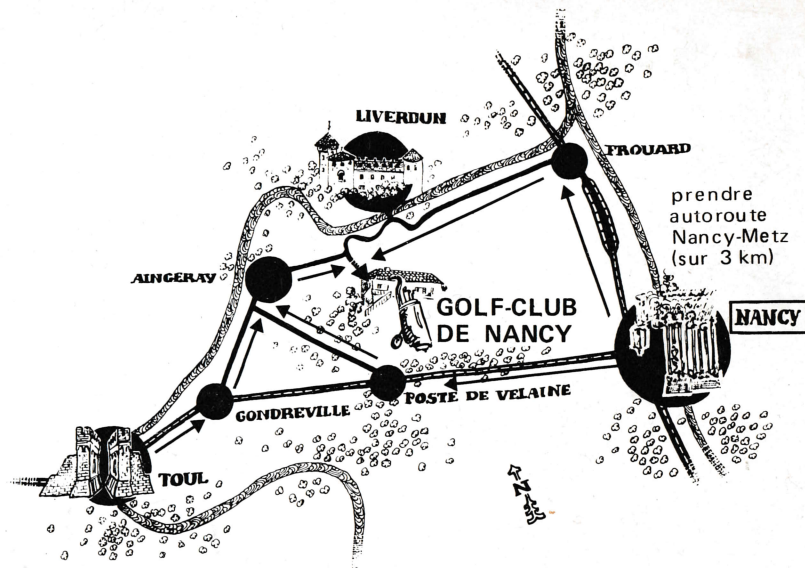 LIVERDUN
FROUARD
prendre
autoroute
Nancy-Metz
(sur 3 km)
AINGERAY
GOLF-CLUB
DE NANCY
NANCY
GONDREVILLE
POSTE DE VELAINE
TOUL
N